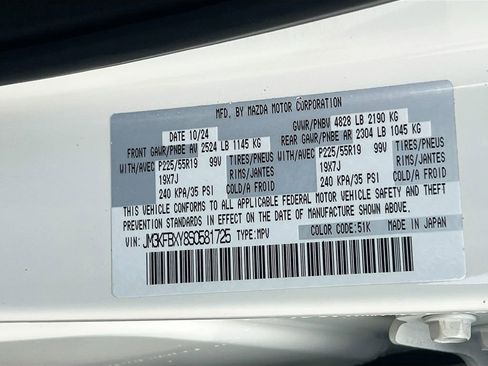 MFD. BY MAZDA MOTOR CORPORATION
DATE 10/24 GVWR/PNBV 4828 LB 2190 KG
FRONT GAWR/PNBE AV 2524 LB 1145 KG REAR GAWR/PNBE AR 2304 LB 1045 KG
WITH/AVEC P225/55R19 99V TIRES/PNEUS WITH/AVEC P225/55R19 99V TIRES/PNEUS
19X7J RIMS/JANTES 19X7J RIMS/JANTES
240 KPA/35 PSI COLD/A FROID 240 KPA/35 PSI COLD/A FROID
THIS VEHICLE CONFORMS TO ALL APPLICABLE FEDERAL MOTOR VEHICLE SAFETY AND THEFT
PREVENTION STANDARDS IN EFFECT ON THE DATE OF MANUFACTURE SHOWN ABOVE.
VIN: JM3KFBXY8S0581725 TYPE: MPV COLOR CODE: 51K MADE IN JAPAN